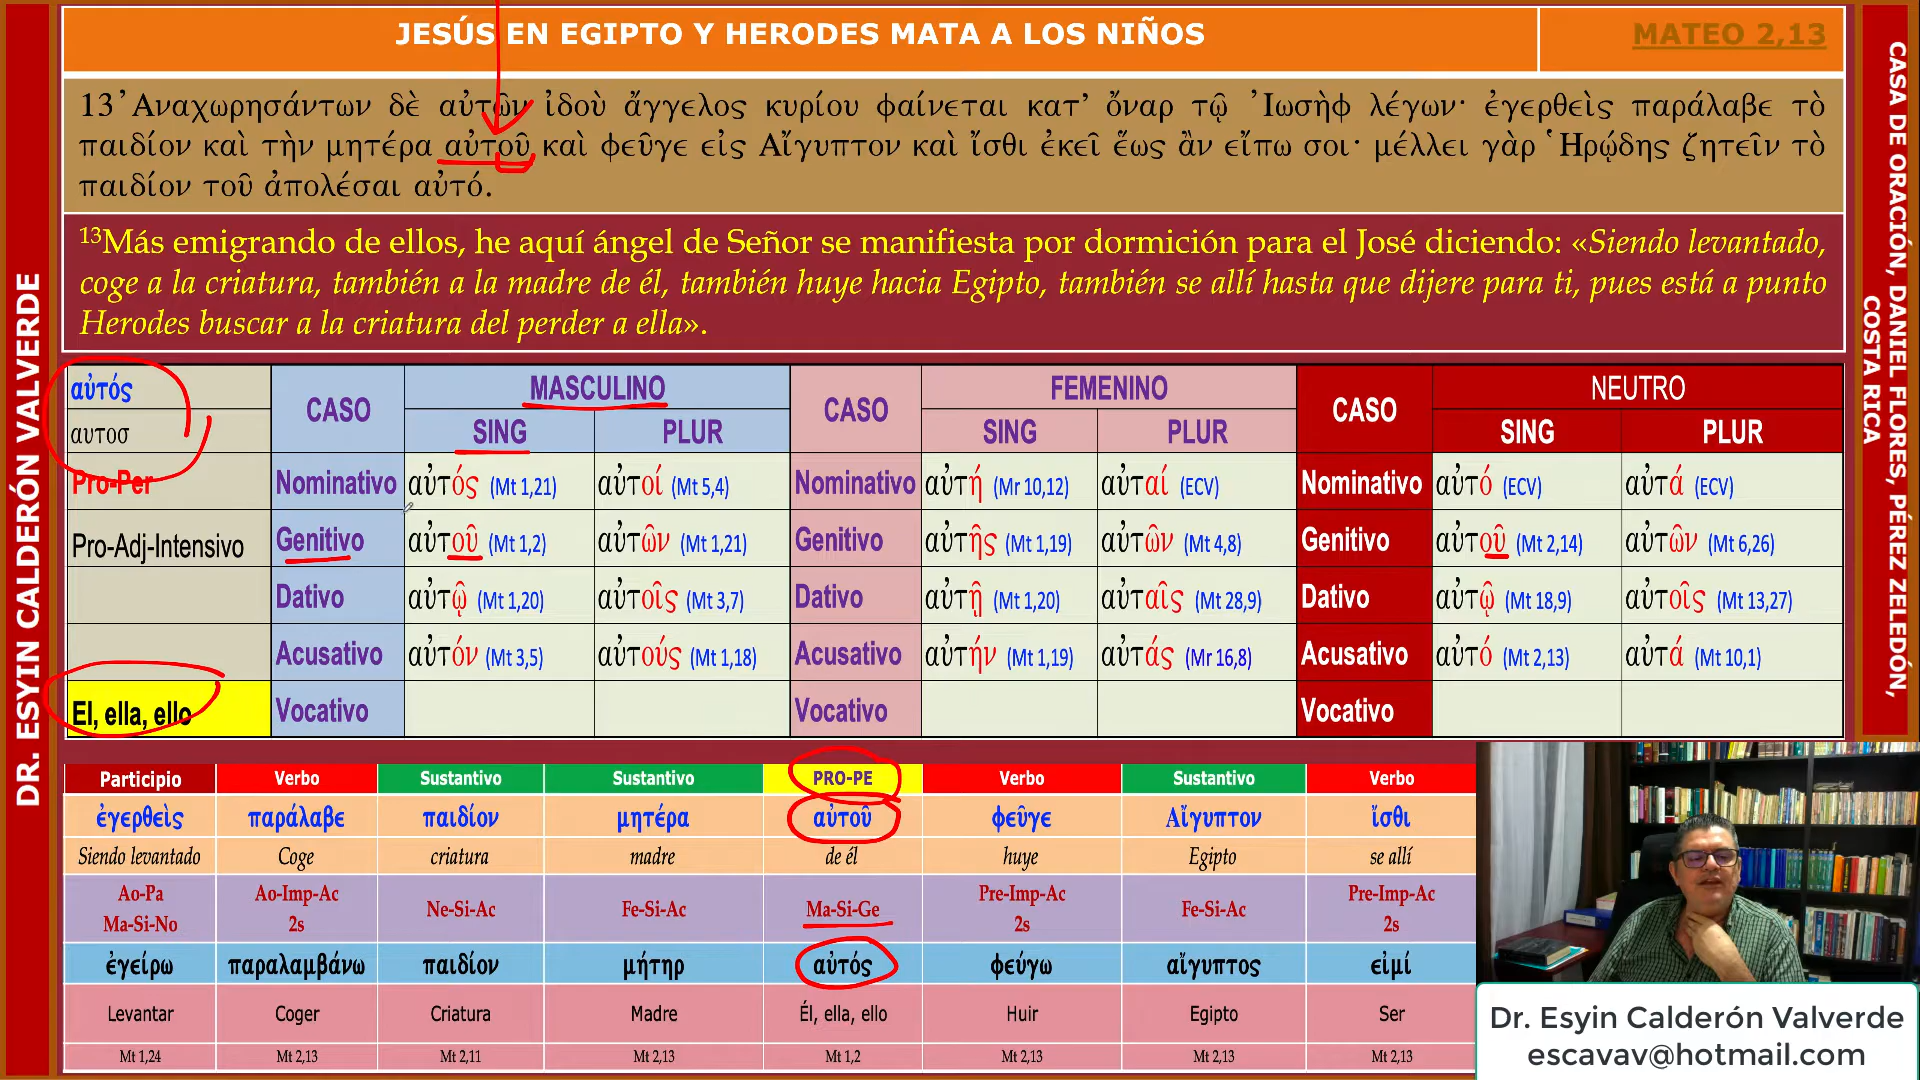 JESÚS EN EGIPTO Y HERODES MATA A LOS NIÑOS
MATEO 2,13
13 Ἀναχωρησάντων δὲ αὐτῶν ἰδοὺ ἄγγελος κυρίου φαίνεται κατ’ ὄναρ τῷ Ἰωσὴφ λέγων· ἐγερθεὶς παράλαβε τὸ
παιδίον καὶ τὴν μητέρα αὐτοῦ καὶ φεῦγε εἰς Αἴγυπτον καὶ ἴσθι ἐκεῖ ἕως ἂν εἴπω σοι· μέλλει γὰρ Ἡρῴδης ζητεῖν τὸ
παιδίον τοῦ ἀπολέσαι αὐτό.
13Más emigrando de ellos, he aquí ángel de Señor se manifiesta por dormición para el José diciendo: «Siendo levantado,
coge a la criatura, también a la madre de él, también huye hacia Egipto, también se allí hasta que dijere para ti, pues está a punto
Herodes buscar a la criatura del perder a ella».
αὐτός CASO MASCULINO CASO FEMENINO CASO NEUTRO
αυτοσ SING PLUR SING PLUR SING PLUR
Pro-Per Nominativo αὐτός (Mt 1,21) αὐτοί (Mt 5,4) Nominativo αὐτή (Mr 10,12) αὐταί (ECV) Nominativo αὐτό (ECV) αὐτά (ECV)
Pro-Adj-Intensivo Genitivo αὐτοῦ (Mt 1,2) αὐτῶν (Mt 1,21) Genitivo αὐτῆς (Mt 1,19) αὐτῶν (Mt 4,8) Genitivo αὐτοῦ (Mt 2,14) αὐτῶν (Mt 6,26)
Dativo αὐτῷ (Mt 1,20) αὐτοῖς (Mt 3,7) Dativo αὐτῇ (Mt 1,20) αὐταῖς (Mt 28,9) Dativo αὐτῷ (Mt 18,9) αὐτοῖς (Mt 13,27)
Acusativo αὐτόν (Mt 3,5) αὐτούς (Mt 1,18) Acusativo αὐτήν (Mt 1,19) αὐτάς (Mr 16,8) Acusativo αὐτό (Mt 2,13) αὐτά (Mt 10,1)
El, ella, ello Vocativo Vocativo Vocativo
Participio Verbo Sustantivo Sustantivo PRO-PE Verbo Sustantivo Verbo
ἐγερθεὶς παράλαβε παιδίον μητέρα αὐτοῦ φεῦγε Αἴγυπτον ἴσθι
Siendo levantado Coge criatura madre de él huye Egipto se allí
Ao-Pa Ao-Imp-Ac Ne-Si-Ac Fe-Si-Ac Ma-Si-Ge Pre-Imp-Ac Fe-Si-Ac Pre-Imp-Ac
Ma-Si-No 2s 2s 2s
ἐγείρω παραλαμβάνω παιδίον μήτηρ αὐτός φεύγω αἴγυπτος εἰμί
Levantar Coger Criatura Madre Él, ella, ello Huir Egipto Ser
Mt 1,24 Mt 2,13 Mt 2,11 Mt 2,13 Mt 1,2 Mt 2,13 Mt 2,13 Mt 2,13
DR. ESYIN CALDERÓN VALVERDE
CASA DE ORACIÓN, DANIEL FLORES, PÉREZ ZELEDÓN,
COSTA RICA
Dr. Esyin Calderón Valverde
escavav@hotmail.com